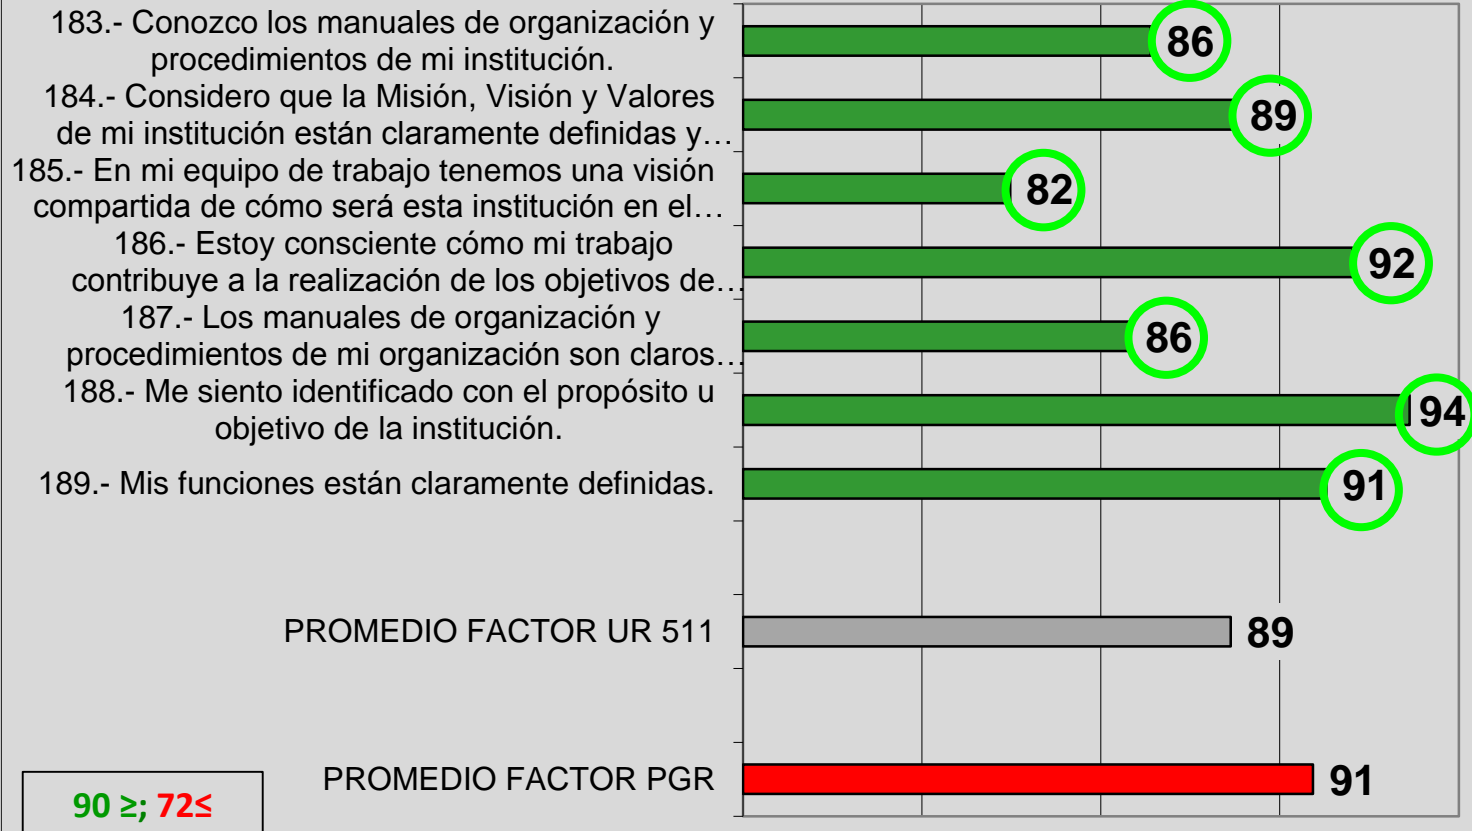 183.- Conozco los manuales de organización y
procedimientos de mi institución.
86
184.- Considero que la Misión, Visión y Valores
de mi institución están claramente definidas y…
89
185.- En mi equipo de trabajo tenemos una visión
compartida de cómo será esta institución en el…
82
186.- Estoy consciente cómo mi trabajo
contribuye a la realización de los objetivos de…
92
187.- Los manuales de organización y
procedimientos de mi organización son claros…
86
188.- Me siento identificado con el propósito u
objetivo de la institución.
94
189.- Mis funciones están claramente definidas.
91
PROMEDIO FACTOR UR 511
89
PROMEDIO FACTOR PGR
91
90 ≥; 72≤